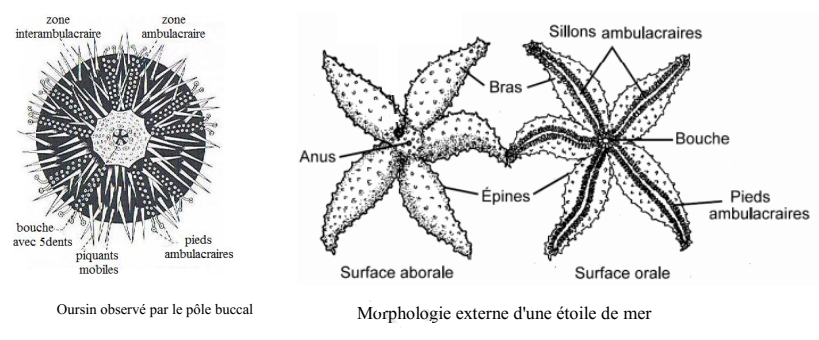 zone
interambulacraire
zone
ambulacraire
bouche
avec 5dents
piquants
mobiles
pieds
ambulacraires
Oursin observé par le pôle buccal
Sillons ambulacraires
Bras
Anus
Bouche
Épines
Pieds
ambulacraires
Surface aborale
Surface orale
Morphologie externe d'une étoile de mer